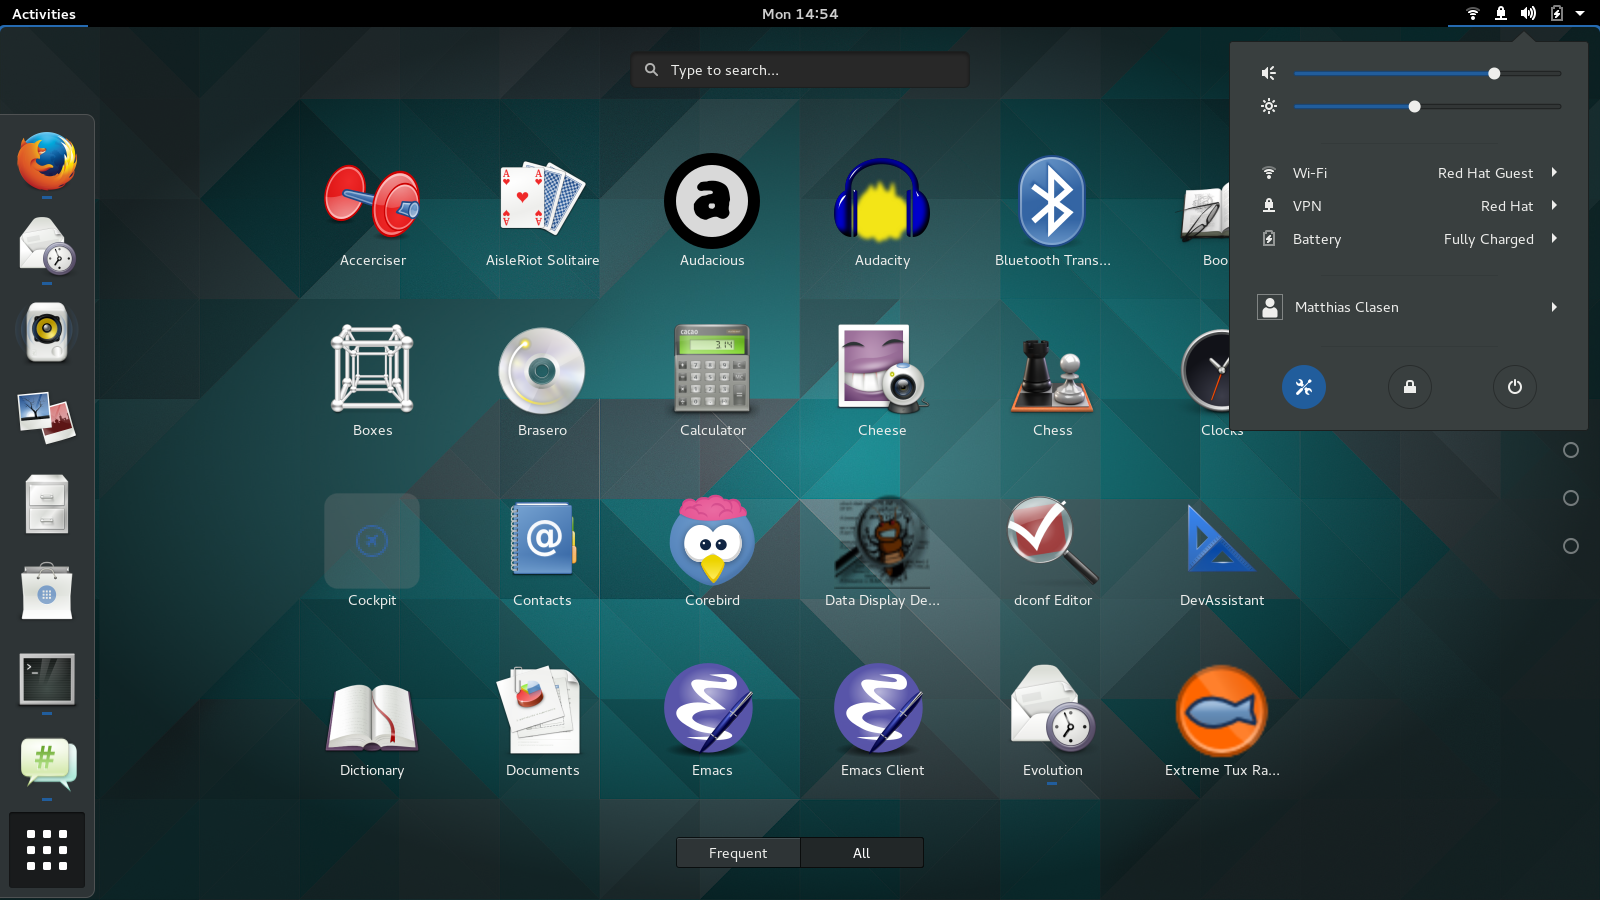 Activities
Mon 14:54
Type to search...
Wi-Fi Red Hat Guest
VPN Red Hat
Battery Fully Charged
Matthias Clasen
Accerciser AisleRiot Solitaire Audacious Audacity Bluetooth Trans... Boo
Boxes Brasero Calculator Cheese Chess Clocks
Cockpit Contacts Corebird Data Display De... dconf Editor DevAssistant
Dictionary Documents Emacs Emacs Client Evolution Extreme Tux Ra...
Frequent All